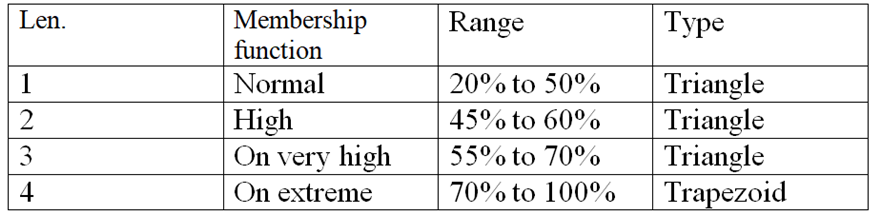 Len. Membership function Range Type
1 Normal 20% to 50% Triangle
2 High 45% to 60% Triangle
3 On very high 55% to 70% Triangle
4 On extreme 70% to 100% Trapezoid